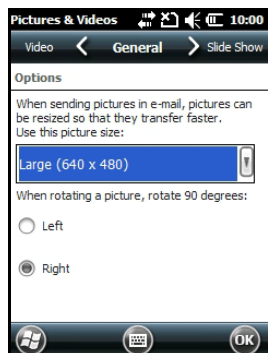 Pictures & Videos 10:00
Video General Slide Show
Options
When sending pictures in e-mail, pictures can
be resized so that they transfer faster.
Use this picture size:
Large (640 x 480)
When rotating a picture, rotate 90 degrees:
Left
Right
OK